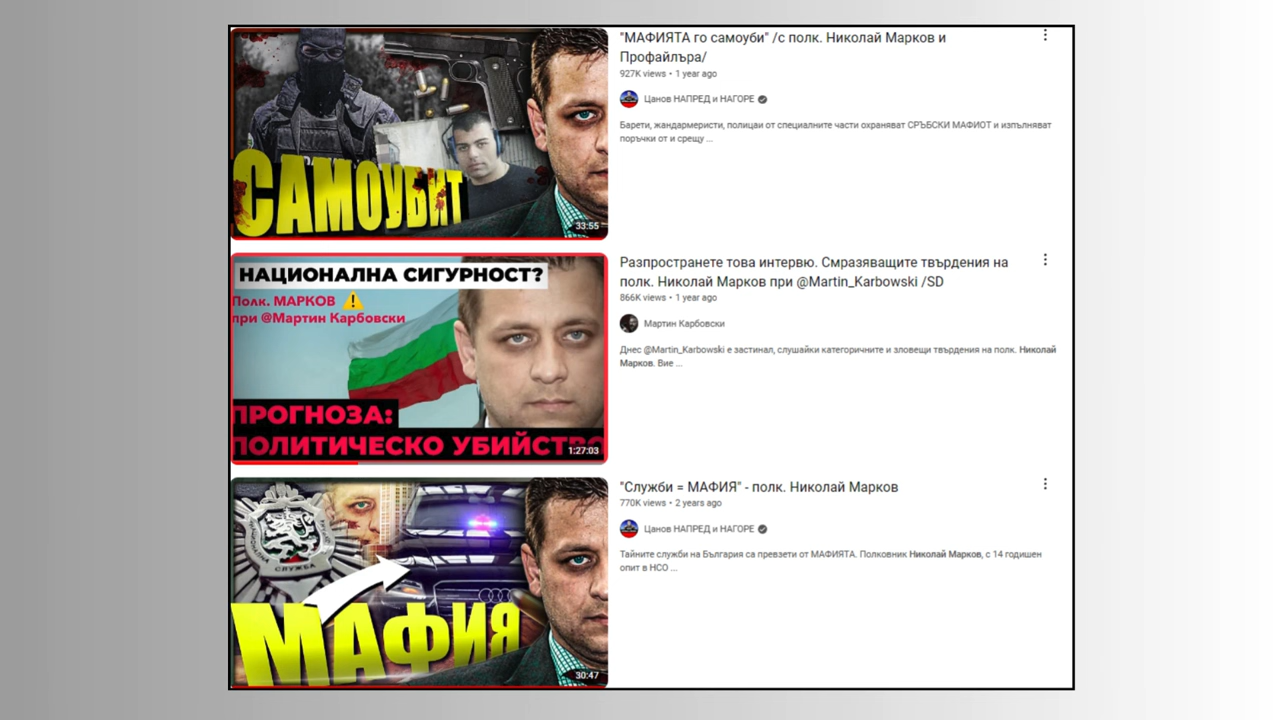 САМОУБИТ
33:55
"МАФИЯТА го самоуби" /с полк. Николай Марков и
Профайлъра/
927K views • 1 year ago
Цанов НАПРЕД и НАГОРЕ
Барети, жандармеристи, полицаи от специалните части охраняват СРЪБСКИ МАФИОТ и изпълняват
поръчки от и срещу ...
НАЦИОНАЛНА СИГУРНОСТ?
Полк. МАРКОВ
при @Мартин Карбовски
ПРОГНОЗА:
ПОЛИТИЧЕСКО УБИЙСТВО
1:27:03
Разпространете това интервю. Смразяващите твърдения на
полк. Николай Марков при @Martin_Karbowski /SD
866K views • 1 year ago
Мартин Карбовски
Днес @Martin_Karbowski е застинал, слушайки категоричните и зловещи твърдения на полк. Николай
Марков. Вие ...
СЛУЖБА
МАФИЯ
30:47
"Служби = МАФИЯ" - полк. Николай Марков
770K views • 2 years ago
Цанов НАПРЕД и НАГОРЕ
Тайните служби на България са превзети от МАФИЯТА. Полковник Николай Марков, с 14 годишен
опит в НСО ...